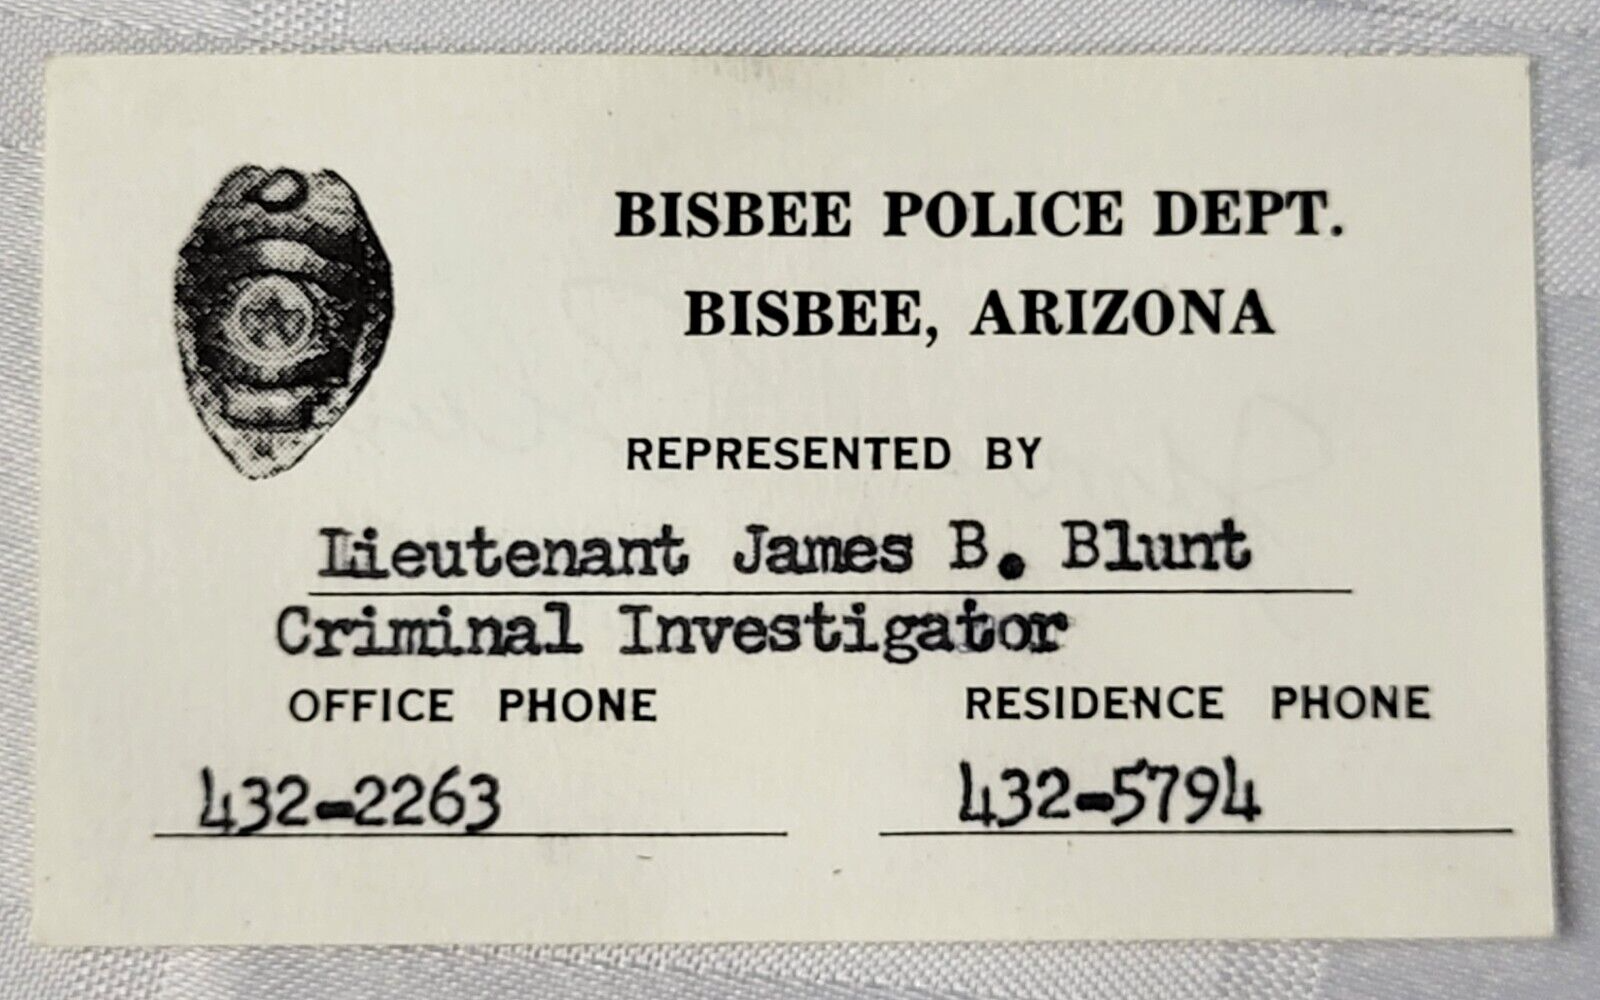 BISBEE POLICE DEPT.
BISBEE, ARIZONA
REPRESENTED BY
Lieutenant James B. Blunt
Criminal Investigator
OFFICE PHONE RESIDENCE PHONE
432-2263 432-5794